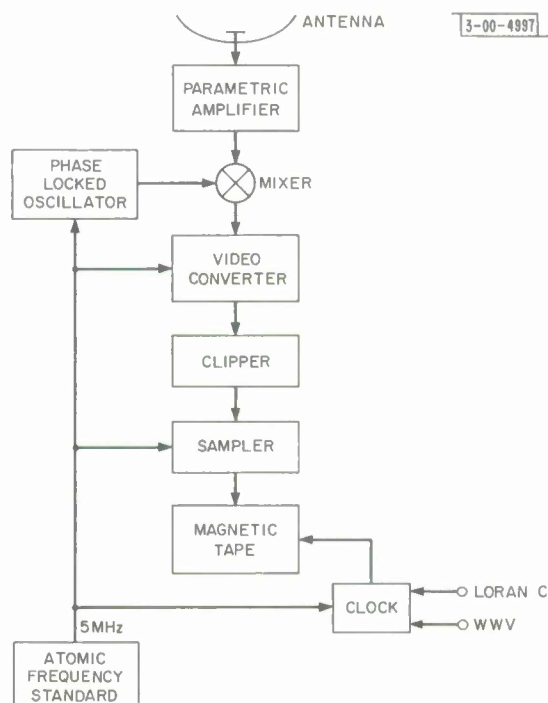 ANTENNA
3-00-4997
PARAMETRIC
AMPLIFIER
PHASE
LOCKED
OSCILLATOR
MIXER
VIDEO
CONVERTER
CLIPPER
SAMPLER
MAGNETIC
TAPE
CLOCK
LORAN C
WWV
5MHz
ATOMIC
FREQUENCY
STANDARD